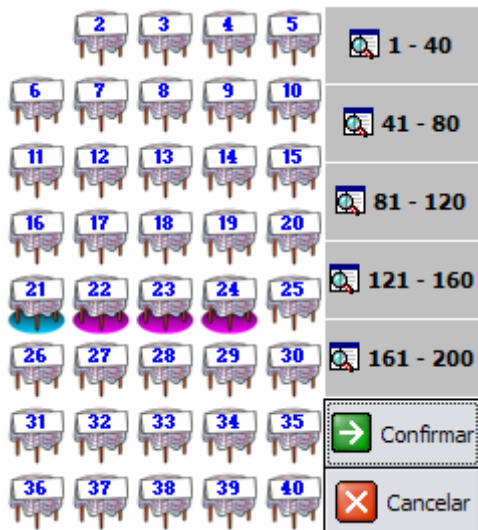 2 3 4 5
1 - 40
6 7 8 9 10
41 - 80
11 12 13 14 15
81 - 120
16 17 18 19 20
21 22 23 24 25
121 - 160
26 27 28 29 30
161 - 200
31 32 33 34 35
Confirmar
36 37 38 39 40
Cancelar